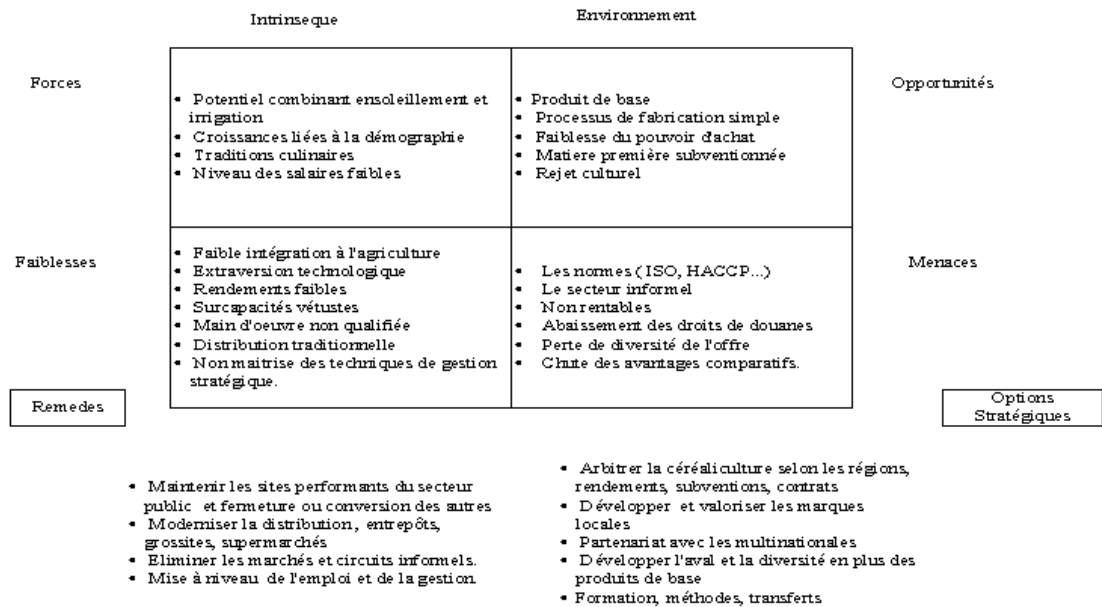 Intrinseque
Environnement
Forces
Opportunités
• Potentiel combinant ensoleillement et
irrigation
• Croissances liées à la démographie
• Traditions culinaires
• Niveau des salaires faibles
• Produit de base
• Processus de fabrication simple
• Faiblesse du pouvoir d'achat
• Matiere première subventionnée
• Rejet culturel
Faiblesses
Menaces
• Faible intégration à l'agriculture
• Extraversion technologique
• Rendements faibles
• Surcapacités vétustes
• Main d'oeuvre non qualifiée
• Distribution traditionnelle
• Non maitrise des techniques de gestion
stratégique.
• Les normes ( ISO, HACCP...)
• Le secteur informel
• Non rentables
• Abaissement des droits de douanes
• Perte de diversité de l'offre
• Chute des avantages comparatifs.
Remedes
Options
Stratégiques
• Maintenir les sites performants du secteur
public et fermeture ou conversion des autres
• Moderniser la distribution, entrepôts,
grossites, supermarchés
• Eliminer les marchés et circuits informels.
• Mise à niveau de l'emploi et de la gestion
• Arbitrer la céréaliculture selon les régions,
rendements, subventions, contrats
• Développer et valoriser les marques
locales
• Partenariat avec les multinationales
• Développer l'aval et la diversité en plus des
produits de base
• Formation, méthodes, transferts